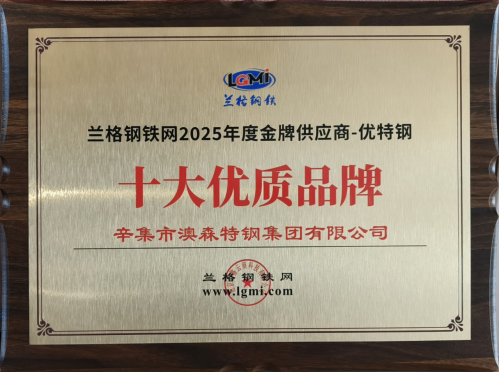 LGMi
兰格钢铁
兰格钢铁网2025年度金牌供应商-优特钢
十大优质品牌
辛集市澳森特钢集团有限公司
兰格钢铁网
www.lgmi.com